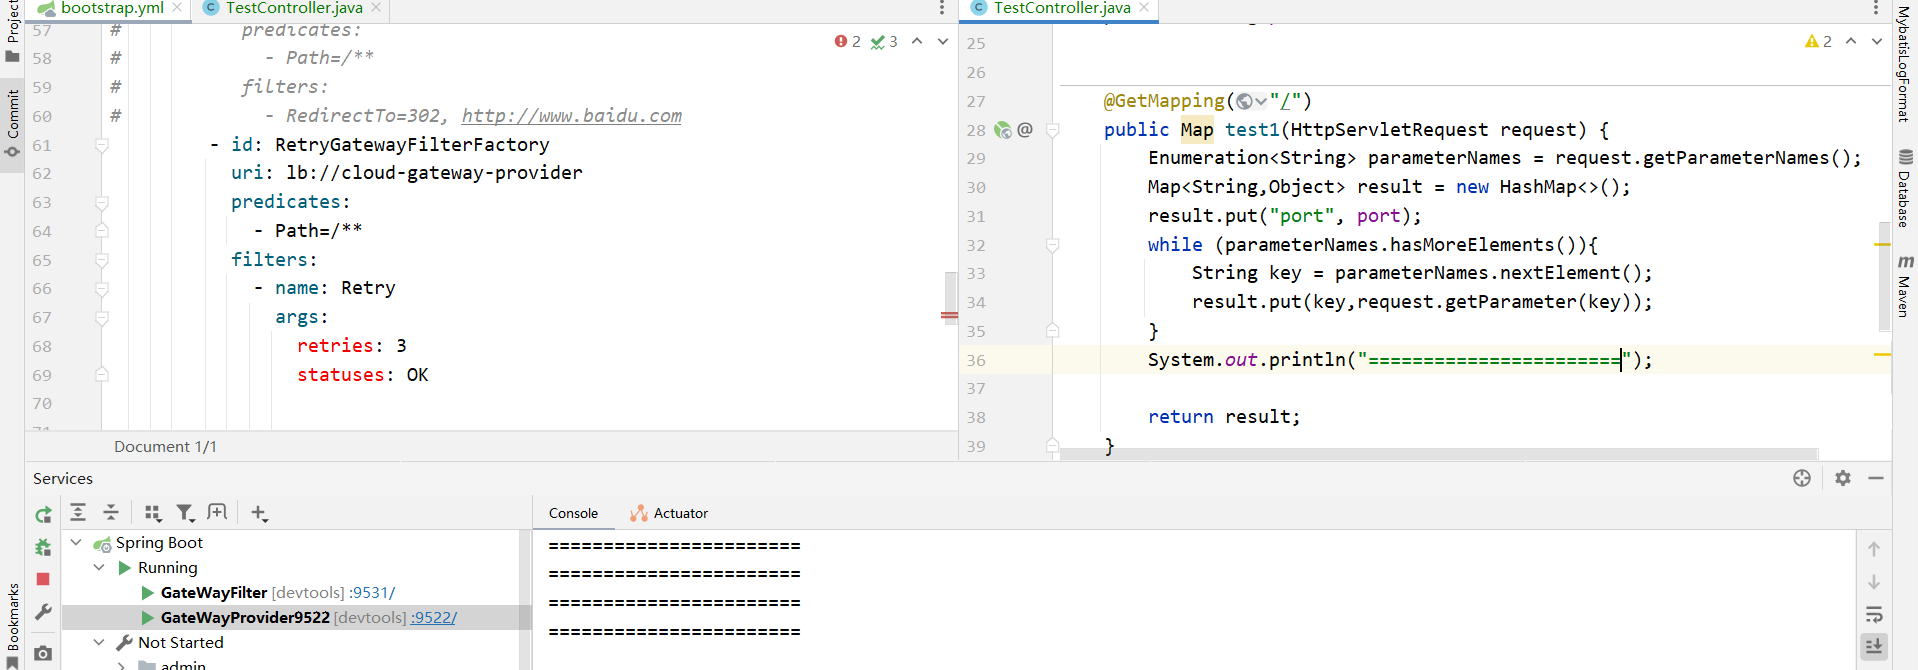 Project
Commit
Bookmarks
bootstrap.yml
TestController.java
57 # predicates:
58 # - Path=/**
59 # filters:
60 # - RedirectTo=302, http://www.baidu.com
61 - id: RetryGatewayFilterFactory
62 uri: lb://cloud-gateway-provider
63 predicates:
64 - Path=/**
65 filters:
66 - name: Retry
67 args:
68 retries: 3
69 statuses: OK
70
71
2 3
Document 1/1
TestController.java
2
25
26
27 @GetMapping("/")
28 @ public Map test1(HttpServletRequest request) {
29 Enumeration<String> parameterNames = request.getParameterNames();
30 Map<String,Object> result = new HashMap<>();
31 result.put("port", port);
32 while (parameterNames.hasMoreElements()){
33 String key = parameterNames.nextElement();
34 result.put(key,request.getParameter(key));
35 }
36 System.out.println("=======================");
37
38 return result;
39 }
MybatisLogFormat
Database
m Maven
Services
Spring Boot
Running
GateWayFilter [devtools] :9531/
GateWayProvider9522 [devtools] :9522/
Not Started
admin
Console Actuator
=======================
=======================
=======================
=======================